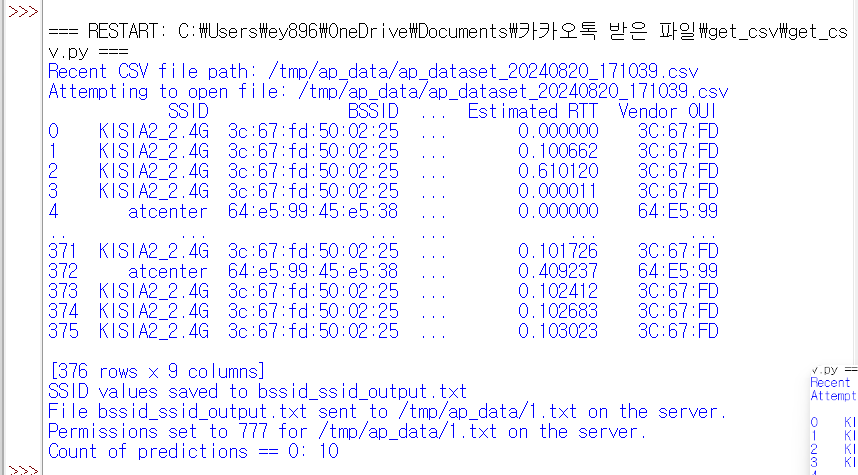 >>>
=== RESTART: C:\Users\ey896\OneDrive\Documents\카카오톡 받은 파일\get_csv\get_cs
v.py ===
Recent CSV file path: /tmp/ap_data/ap_dataset_20240820_171039.csv
Attempting to open file: /tmp/ap_data/ap_dataset_20240820_171039.csv
SSID BSSID ... Estimated RTT Vendor OUI
0 KISIA2_2.4G 3c:67:fd:50:02:25 ... 0.000000 3C:67:FD
1 KISIA2_2.4G 3c:67:fd:50:02:25 ... 0.100662 3C:67:FD
2 KISIA2_2.4G 3c:67:fd:50:02:25 ... 0.610120 3C:67:FD
3 KISIA2_2.4G 3c:67:fd:50:02:25 ... 0.000011 3C:67:FD
4 atcenter 64:e5:99:45:e5:38 ... 0.000000 64:E5:99
.. ... ... ... ... ...
371 KISIA2_2.4G 3c:67:fd:50:02:25 ... 0.101726 3C:67:FD
372 atcenter 64:e5:99:45:e5:38 ... 0.409237 64:E5:99
373 KISIA2_2.4G 3c:67:fd:50:02:25 ... 0.102412 3C:67:FD
374 KISIA2_2.4G 3c:67:fd:50:02:25 ... 0.102683 3C:67:FD
375 KISIA2_2.4G 3c:67:fd:50:02:25 ... 0.103023 3C:67:FD
[376 rows x 9 columns]
SSID values saved to bssid_ssid_output.txt
File bssid_ssid_output.txt sent to /tmp/ap_data/1.txt on the server.
Permissions set to 777 for /tmp/ap_data/1.txt on the server.
Count of predictions == 0: 10
>>>
v.py ==
Recent
Attempt
0 KI
1 KI
2 KI
3 KI